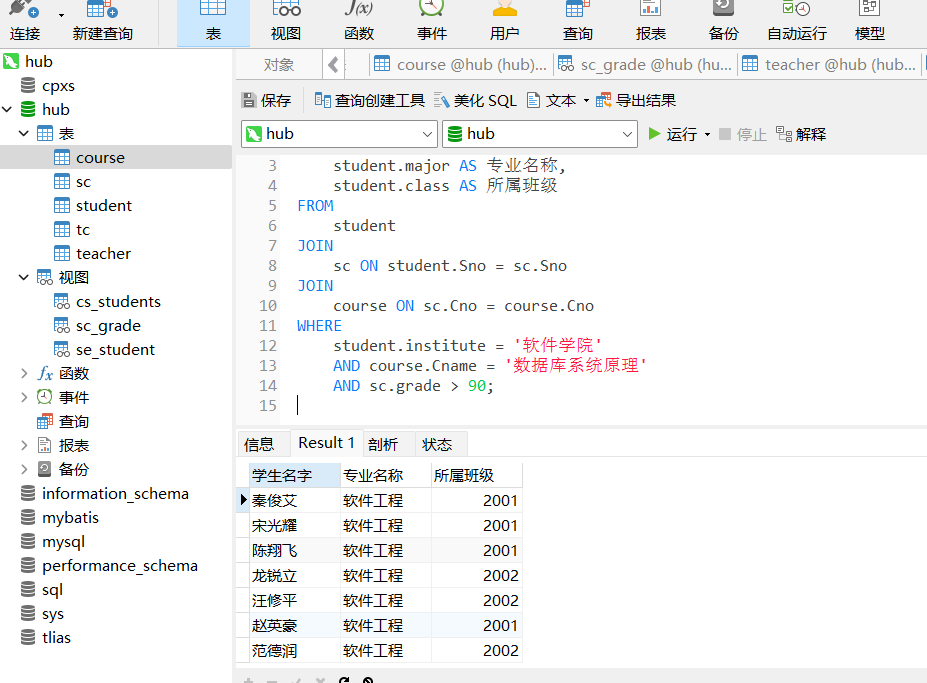 连接 新建查询 表 视图 函数 事件 用户 查询 报表 备份 自动运行 模型
hub
cpxs
hub
表
course
sc
student
tc
teacher
视图
cs_students
sc_grade
se_student
函数
事件
查询
报表
备份
information_schema
mybatis
mysql
performance_schema
sql
sys
tlias
对象 course @hub (hub)... sc_grade @hub (hu... teacher @hub (hub...
保存 查询创建工具 美化 SQL 文本 导出结果
hub hub 运行 停止 解释
3 student.major AS 专业名称,
4 student.class AS 所属班级
5 FROM
6 student
7 JOIN
8 sc ON student.Sno = sc.Sno
9 JOIN
10 course ON sc.Cno = course.Cno
11 WHERE
12 student.institute = '软件学院'
13 AND course.Cname = '数据库系统原理'
14 AND sc.grade > 90;
15
信息 Result 1 剖析 状态
学生名字 专业名称 所属班级
秦俊艾 软件工程 2001
宋光耀 软件工程 2001
陈翔飞 软件工程 2001
龙锐立 软件工程 2002
汪修平 软件工程 2002
赵英豪 软件工程 2001
范德润 软件工程 2002